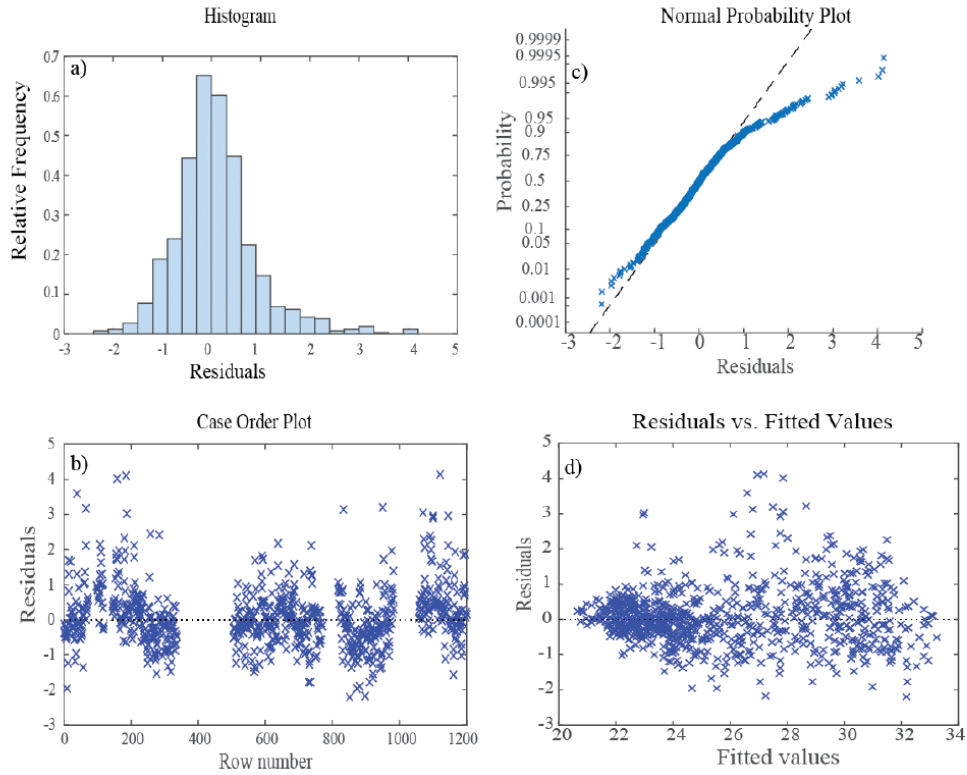 Histogram
a)
0.7
0.6
0.5
0.4
0.3
0.2
0.1
0
Relative Frequency
-3 -2 -1 0 1 2 3 4 5
Residuals
Normal Probability Plot
c)
0.9999
0.9995
0.995
0.95
0.9
0.75
0.5
0.25
0.1
0.05
0.01
0.001
0.0001
Probability
-3 -2 -1 0 1 2 3 4 5
Residuals
Case Order Plot
b)
5
4
3
2
1
0
-1
-2
-3
Residuals
0 200 400 600 800 1000 1200
Row number
Residuals vs. Fitted Values
d)
5
4
3
2
1
0
-1
-2
-3
Residuals
20 22 24 26 28 30 32 34
Fitted values